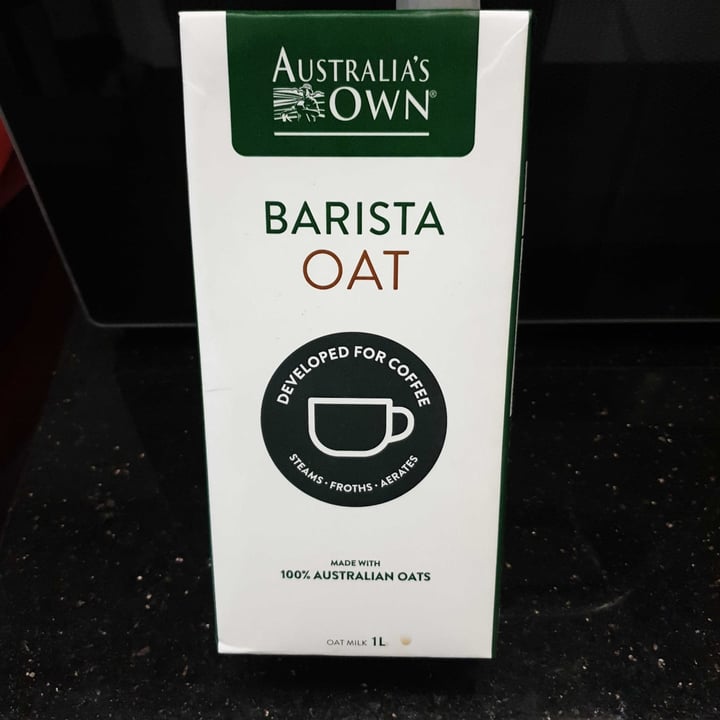 AUSTRALIA'S
OWN®
BARISTA
OAT
DEVELOPED FOR COFFEE
STEAMS · FROTHS · AERATES
MADE WITH
100% AUSTRALIAN OATS
OAT MILK 1L